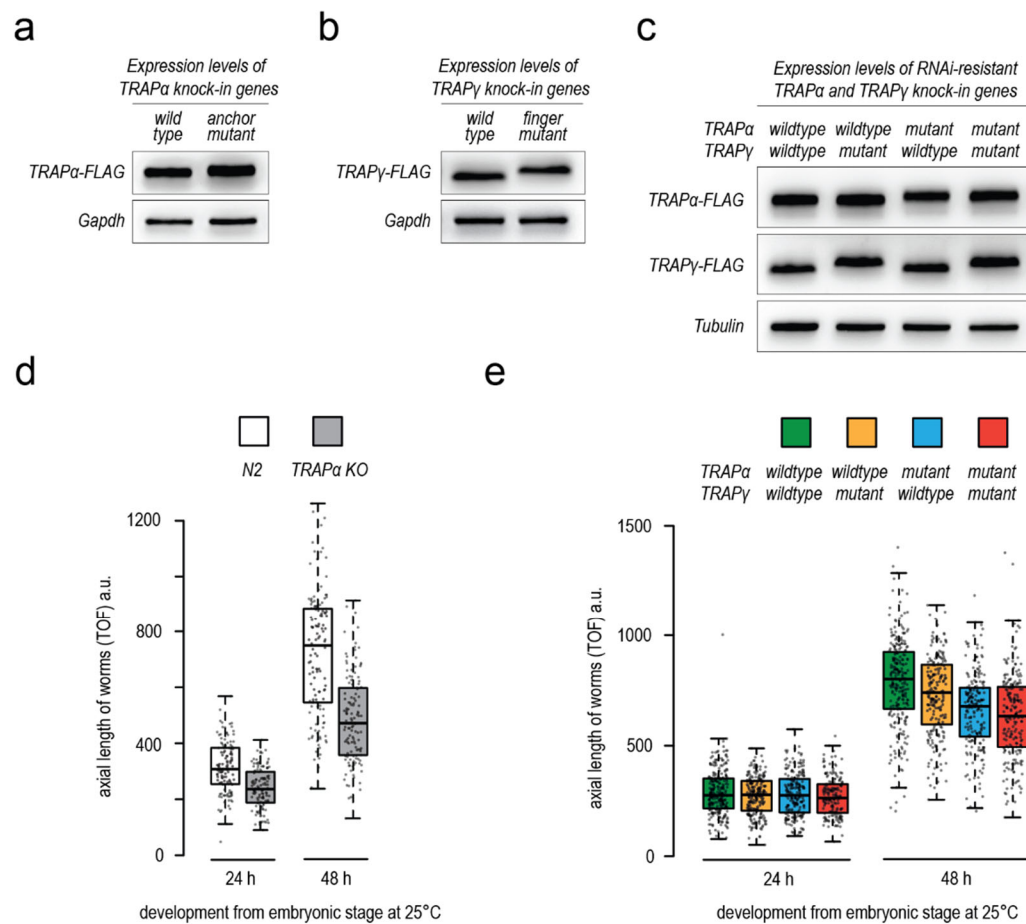 a
Expression levels of
TRAPα knock-in genes
wild
type
anchor
mutant
TRAPα-FLAG
Gapdh
b
Expression levels of
TRAPγ knock-in genes
wild
type
finger
mutant
TRAPγ-FLAG
Gapdh
c
Expression levels of RNAi-resistant
TRAPα and TRAPγ knock-in genes
TRAPα wildtype wildtype mutant mutant
TRAPγ wildtype mutant wildtype mutant
TRAPα-FLAG
TRAPγ-FLAG
Tubulin
d
N2 TRAPα KO
axial length of worms (TOF) a.u.
1200
800
400
0
24 h 48 h
development from embryonic stage at 25°C
e
TRAPα wildtype wildtype mutant mutant
TRAPγ wildtype mutant wildtype mutant
axial length of worms (TOF) a.u.
1500
1000
500
0
24 h 48 h
development from embryonic stage at 25°C